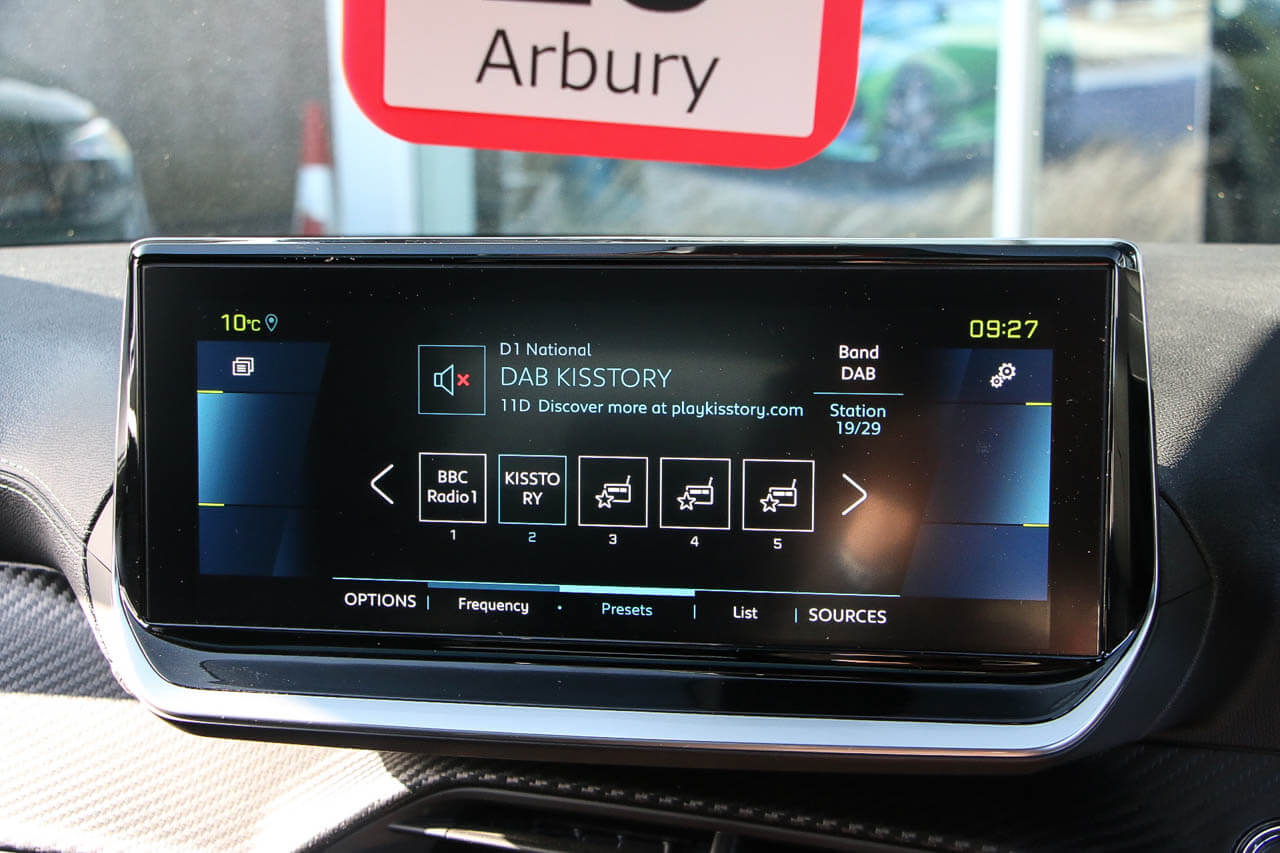 Arbury
10°C
09:27
D1 National
DAB KISSTORY
11D Discover more at playkisstory.com
Band
DAB
Station
19/29
BBC
Radio1
KISSTO
RY
1
2
3
4
5
OPTIONS
Frequency
Presets
List
SOURCES